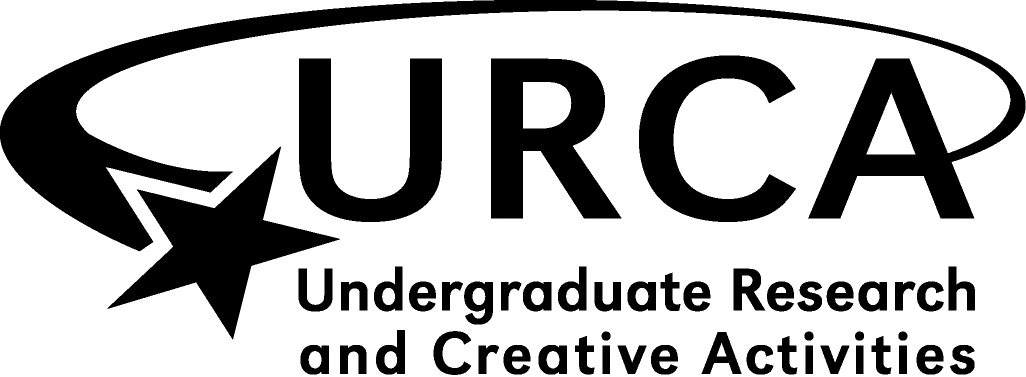 URCA
Undergraduate Research
and Creative Activities